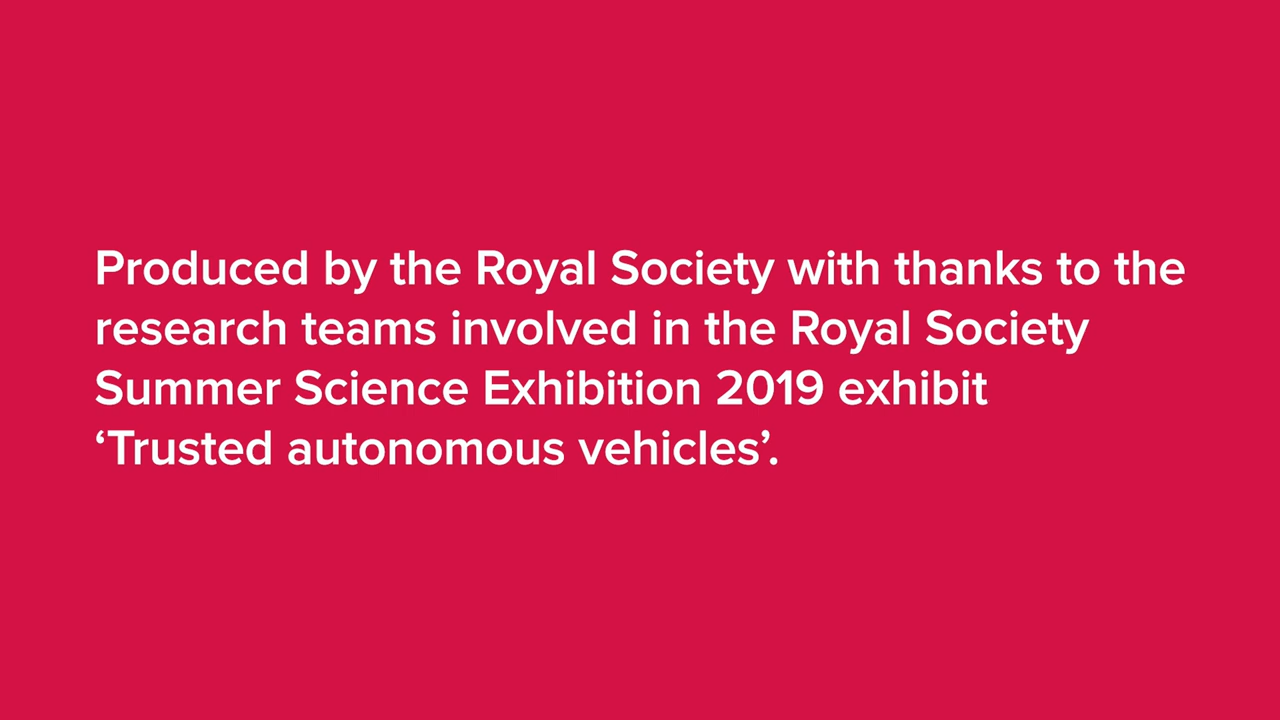 Produced by the Royal Society with thanks to the
research teams involved in the Royal Society
Summer Science Exhibition 2019 exhibit
‘Trusted autonomous vehicles’.